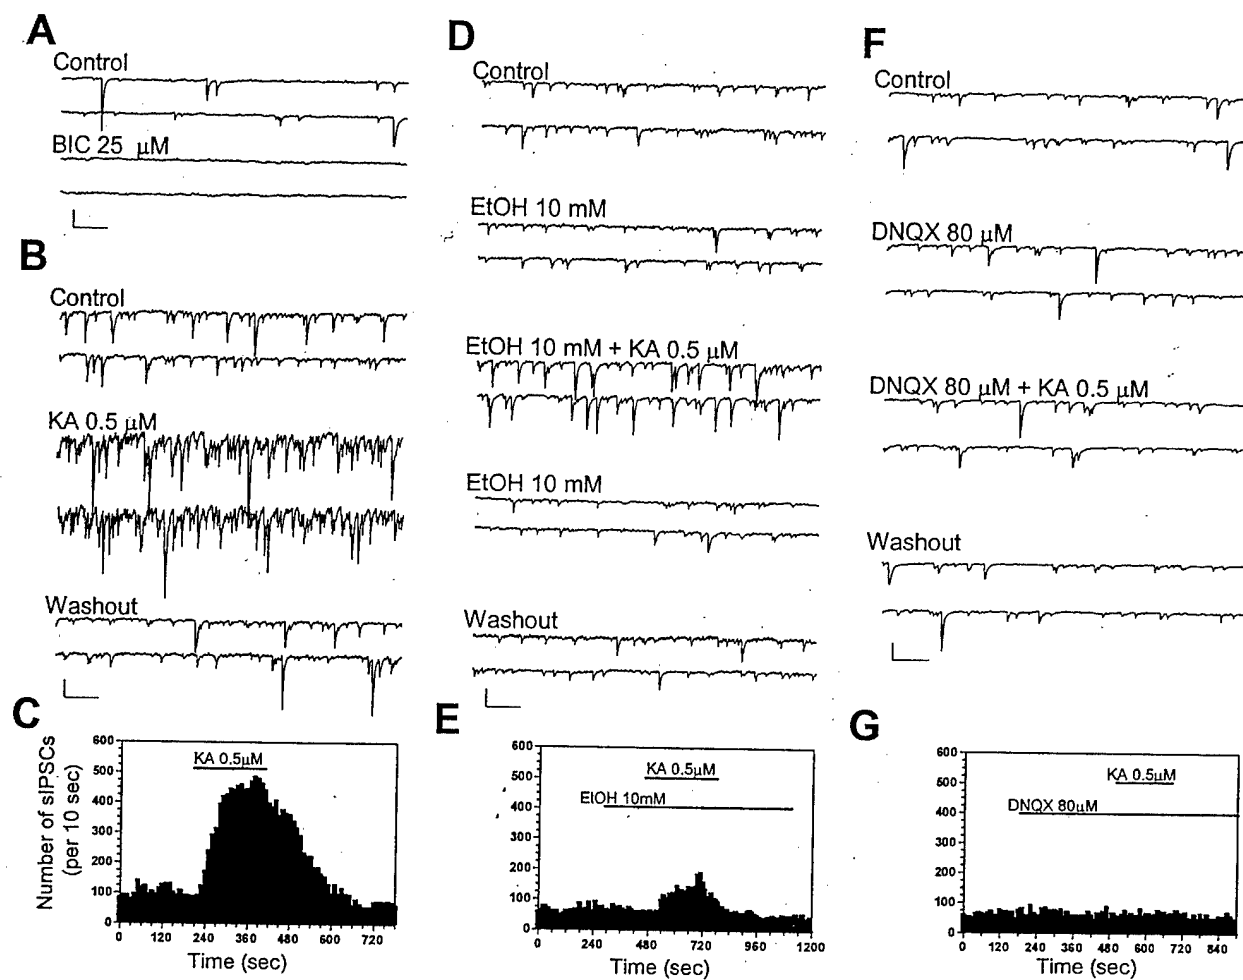 A
Control
BIC 25 μM
B
Control
KA 0.5 μM
Washout
C
Number of sIPSCs
(per 10 sec)
600
500
400
300
200
100
0
KA 0.5μM
0 120 240 360 480 600 720
Time (sec)
D
Control
EtOH 10 mM
EtOH 10 mM + KA 0.5 μM
EtOH 10 mM
Washout
E
600
500
400
300
200
100
0
KA 0.5μM
EtOH 10mM
0 240 480 720 960 1200
Time (sec)
F
Control
DNQX 80 μM
DNQX 80 μM + KA 0.5 μM
Washout
G
600
500
400
300
200
100
0
KA 0.5μM
DNQX 80μM
0 120 240 360 480 600 720 840
Time (sec)